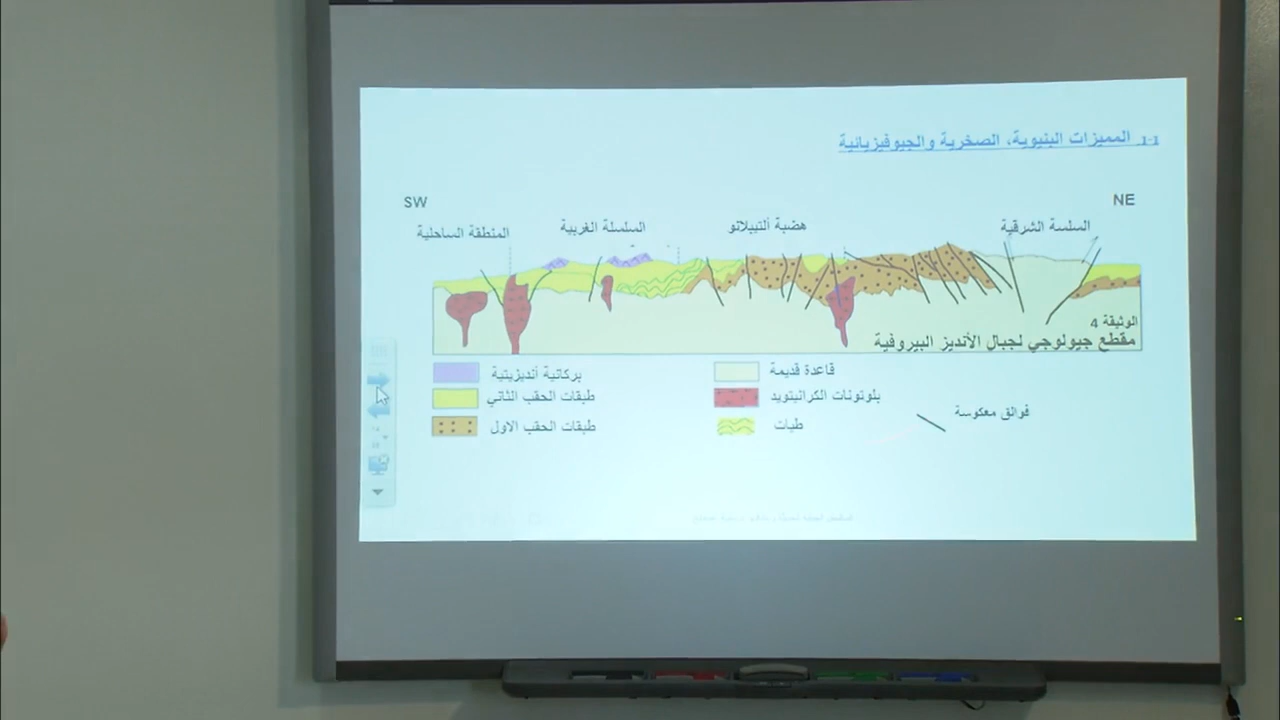 1-1_ المميزات البنيوية، الصخرية والجيوفيزيائية
SW
NE
السلسة الشرقية
هضبة ألتيبلانو
السلسلة الغربية
المنطقة الساحلية
الوثيقة 4
مقطع جيولوجي لجبال الأنديز البيروفية
قاعدة قديمة
بركانية أنديزيتية
بلوتونات الكرانيتويد
طبقات الحقب الثاني
فوالق معكوسة
طيات
طبقات الحقب الاول